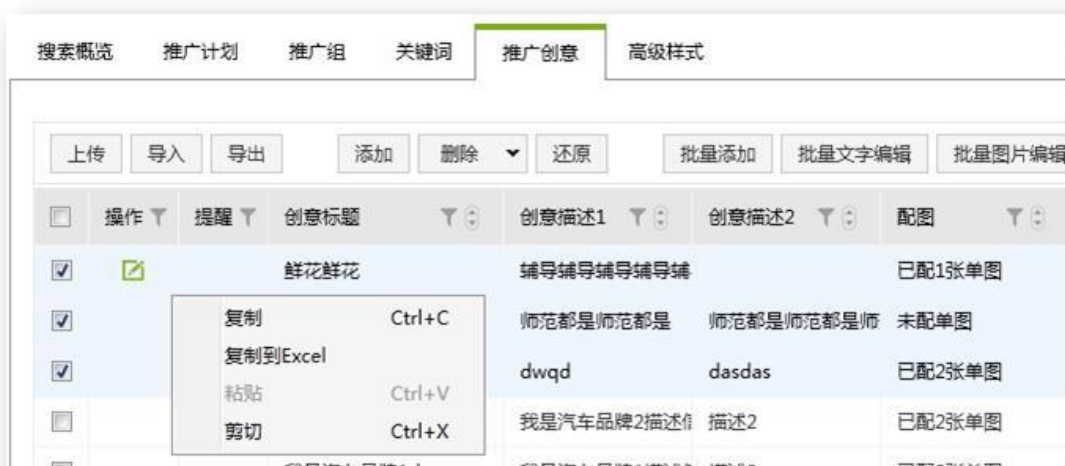 搜索概览 推广计划 推广组 关键词 推广创意 高级样式
上传 导入 导出 添加 删除 还原 批量添加 批量文字编辑 批量图片编辑
操作 提醒 创意标题 创意描述1 创意描述2 配图
鲜花鲜花 辅导辅导辅导辅导辅 已配1张单图
复制 Ctrl+C 师范都是师范都是 师范都是师范都是师 未配单图
复制到Excel
dwqd dasdas 已配2张单图
粘贴 Ctrl+V
剪切 Ctrl+X 我是汽车品牌2描述信 描述2 已配2张单图